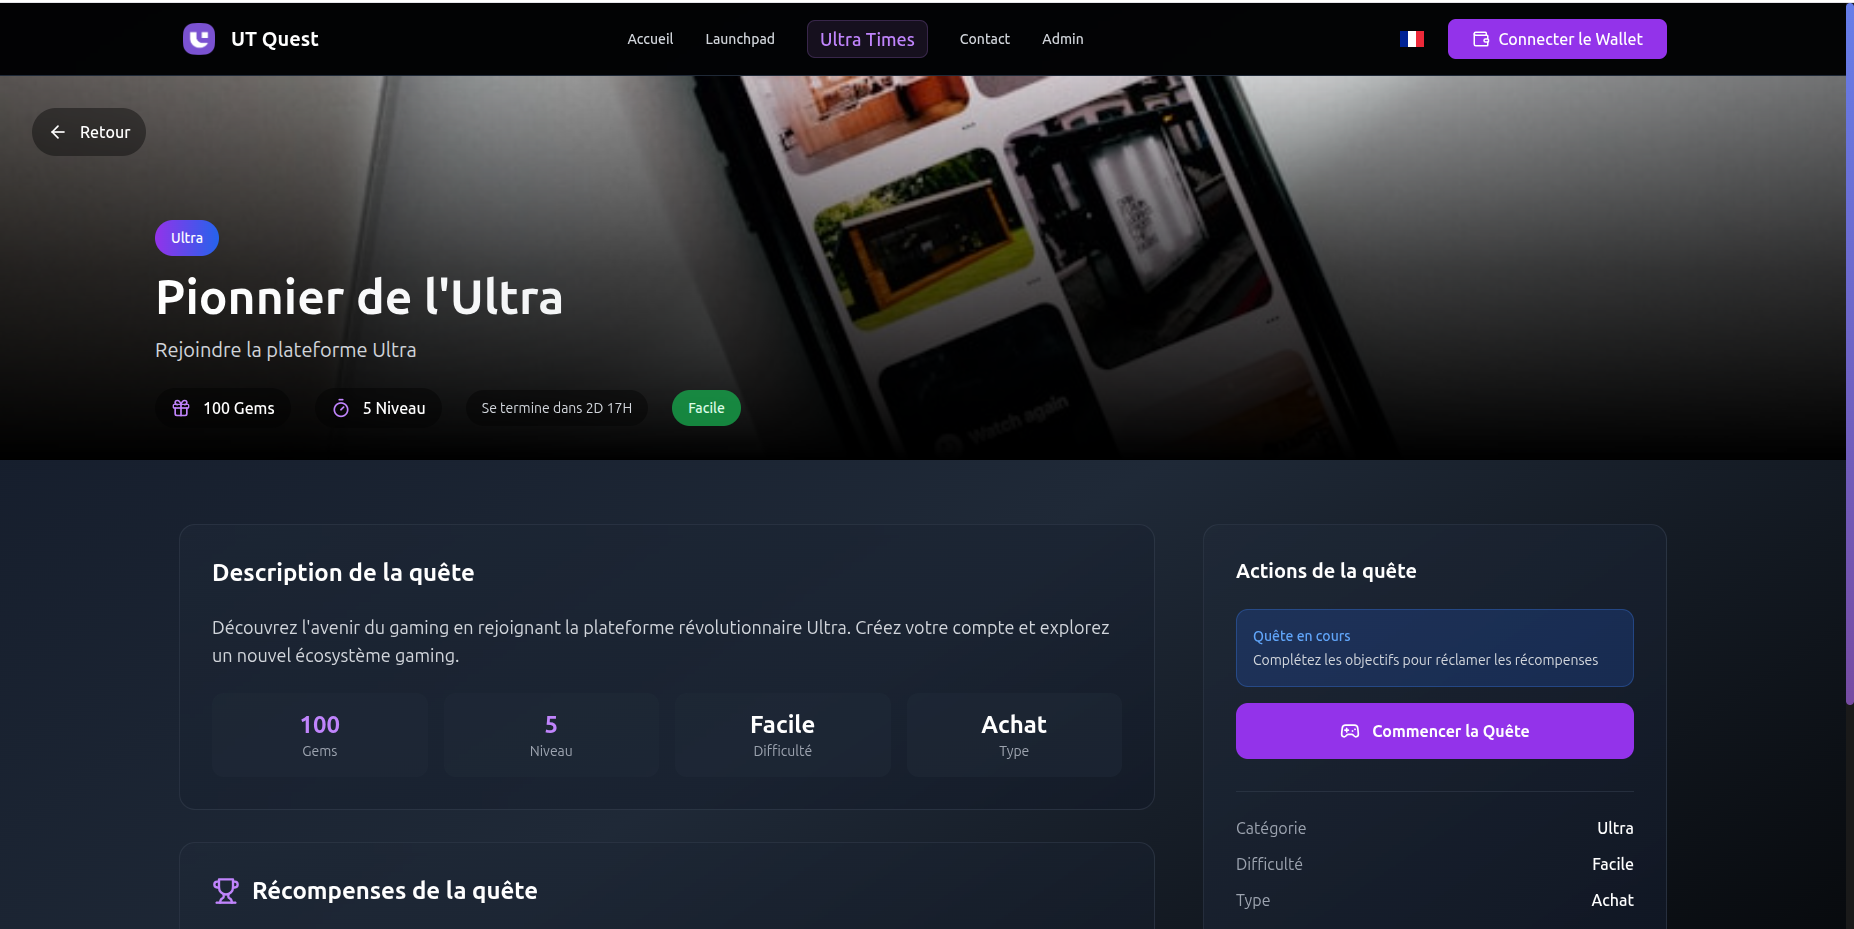 UT Quest
Accueil
Launchpad
Ultra Times
Contact
Admin
Connecter le Wallet
Retour
Ultra
Pionnier de l'Ultra
Rejoindre la plateforme Ultra
100 Gems
5 Niveau
Se termine dans 2D 17H
Facile
Watch again
Description de la quête
Découvrez l'avenir du gaming en rejoignant la plateforme révolutionnaire Ultra. Créez votre compte et explorez
un nouvel écosystème gaming.
100
Gems
5
Niveau
Facile
Difficulté
Achat
Type
Récompenses de la quête
Actions de la quête
Quête en cours
Complétez les objectifs pour réclamer les récompenses
Commencer la Quête
Catégorie
Ultra
Difficulté
Facile
Type
Achat